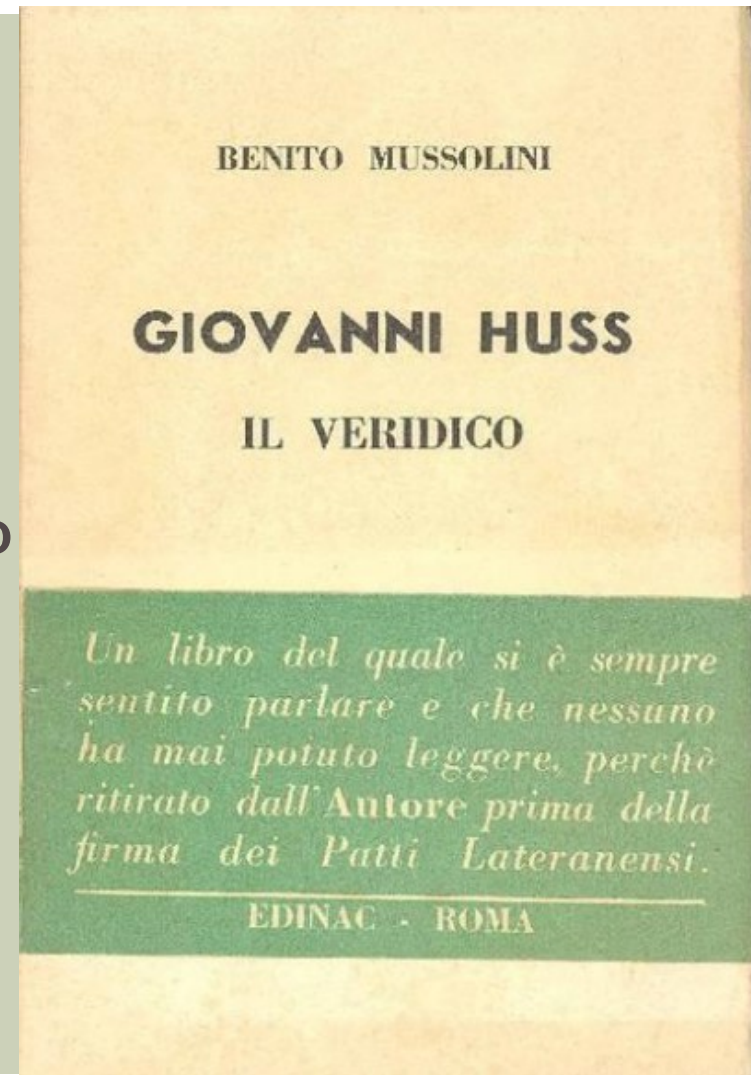 BENITO MUSSOLINI
GIOVANNI HUSS
IL VERIDICO
Un libro del quale si è sempre
sentito parlare e che nessuno
ha mai potuto leggere, perchè
ritirato dall'Autore prima della
firma dei Patti Lateranensi.
EDINAC - ROMA